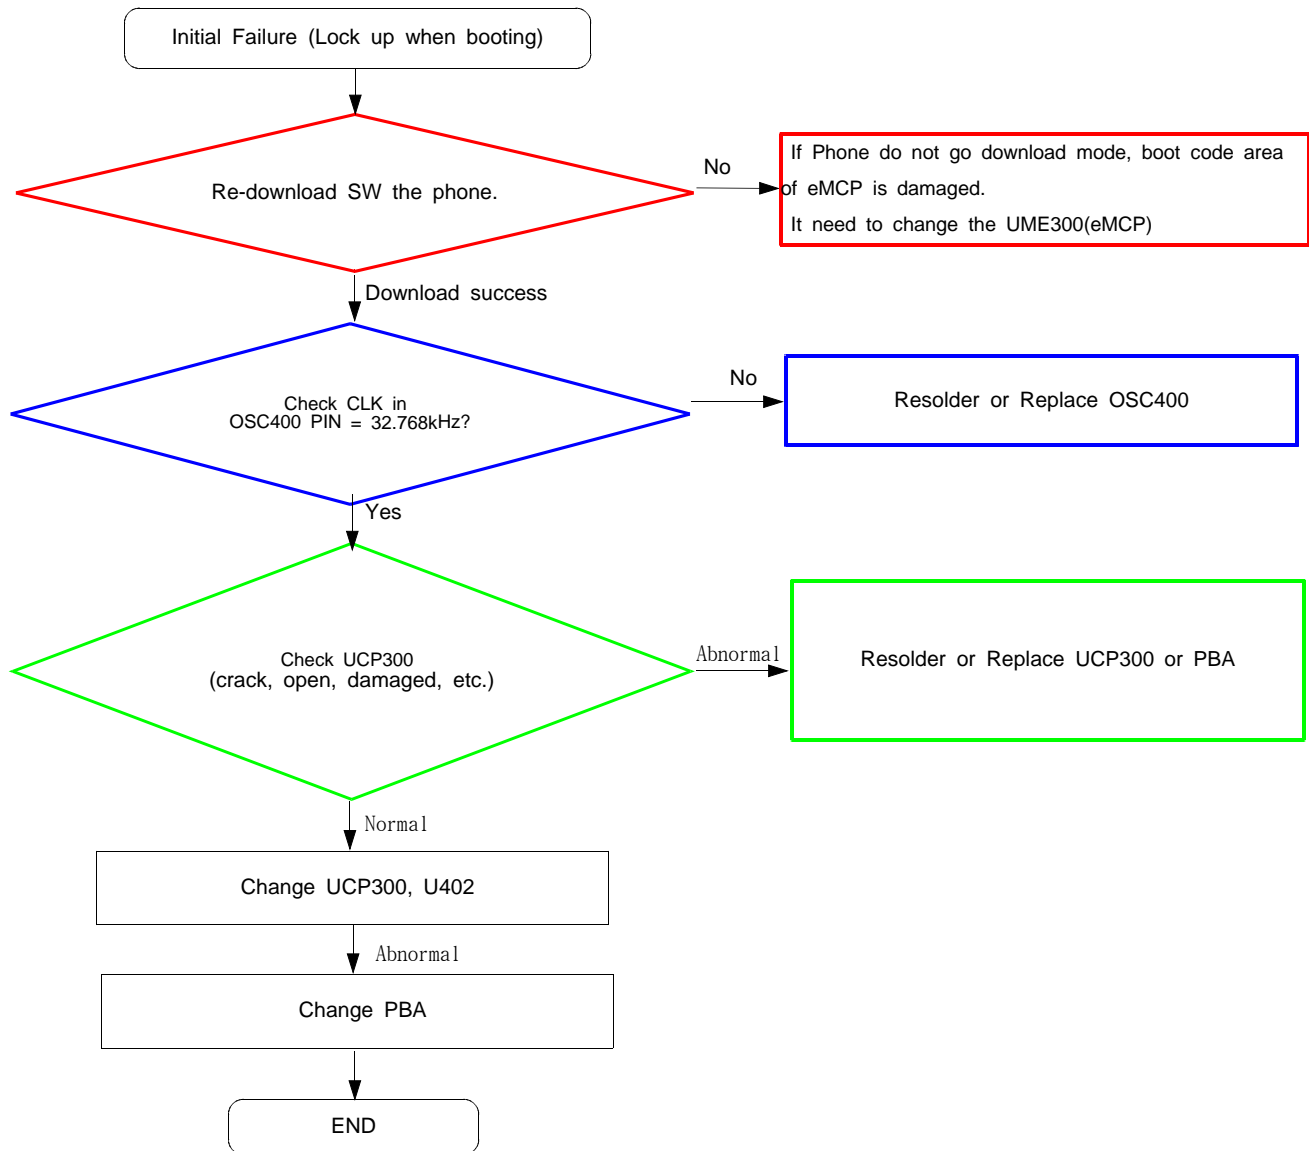 Initial Failure (Lock up when booting)
Re-download SW the phone.
No
If Phone do not go download mode, boot code area
of eMCP is damaged.
It need to change the UME300(eMCP)
Download success
Check CLK in
OSC400 PIN = 32.768kHz?
No
Resolder or Replace OSC400
Yes
Check UCP300
(crack, open, damaged, etc.)
Abnormal
Resolder or Replace UCP300 or PBA
Normal
Change UCP300, U402
Abnormal
Change PBA
END